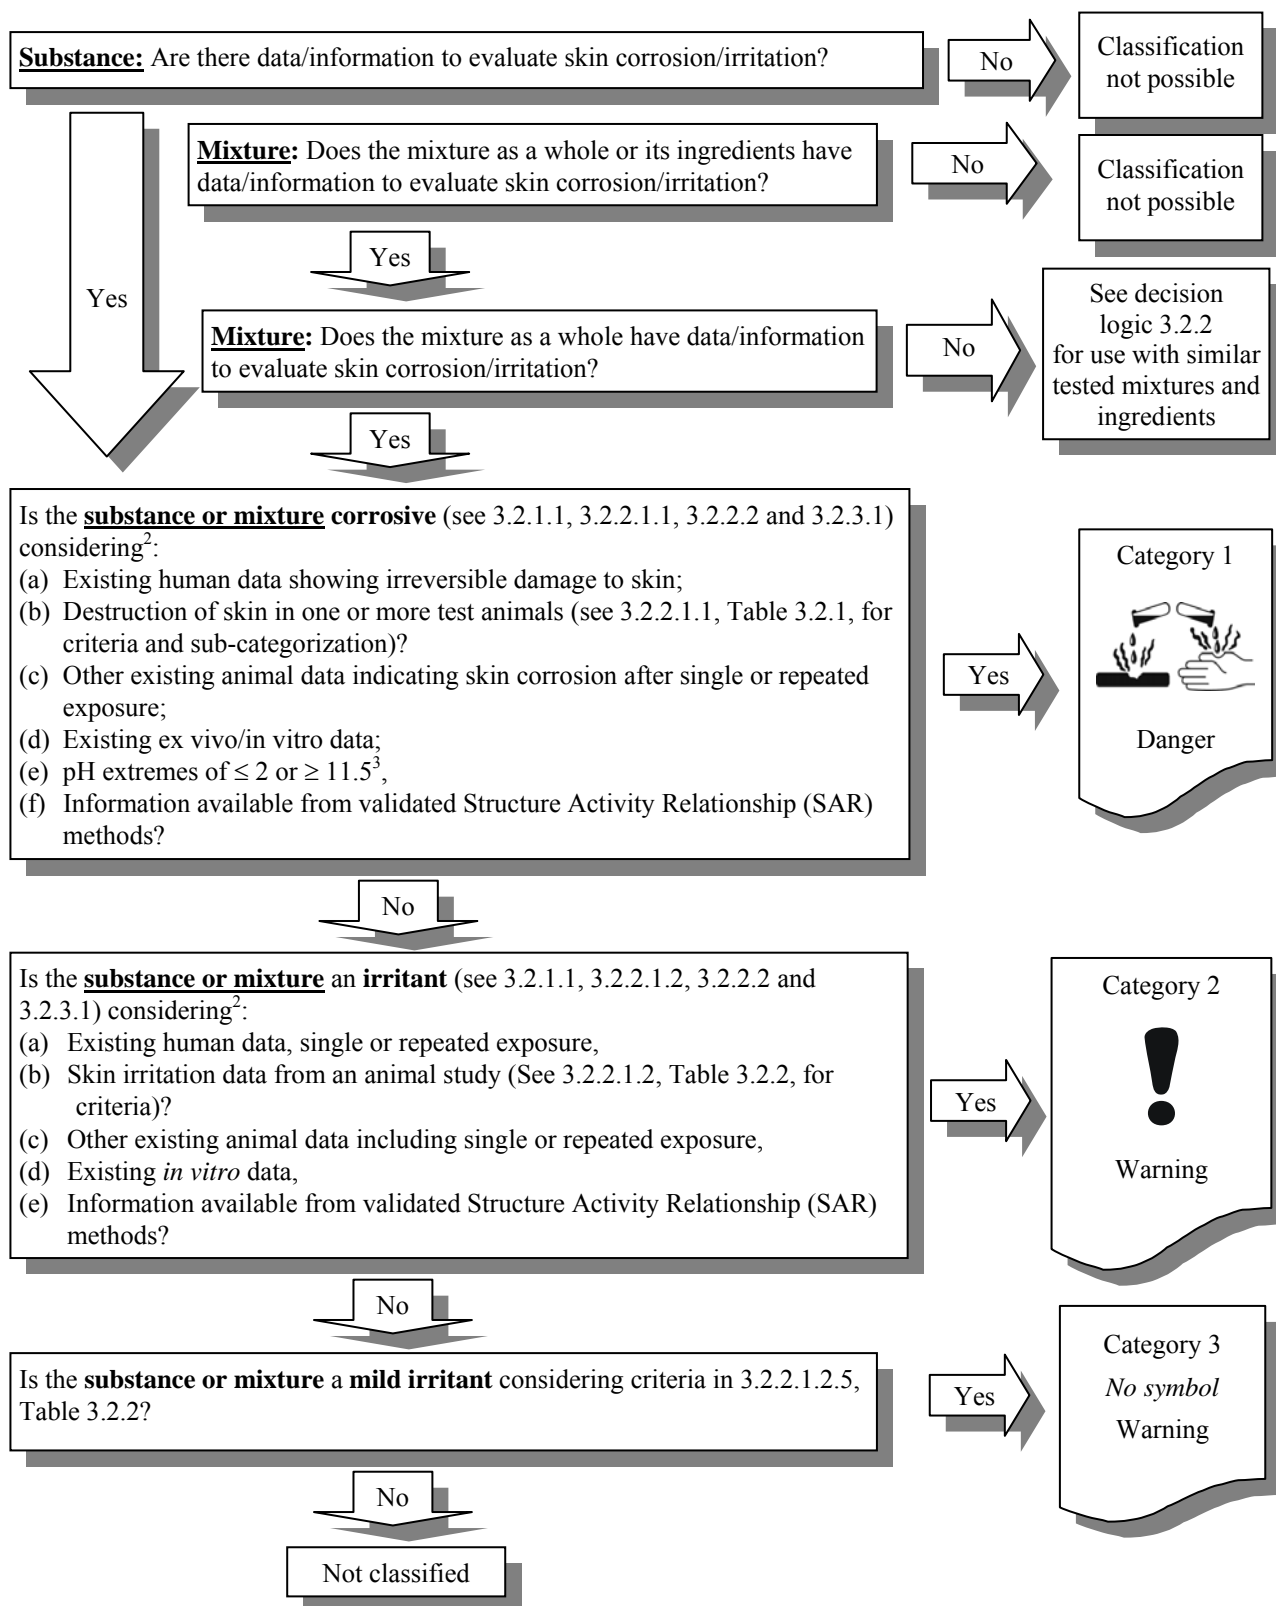 Substance: Are there data/information to evaluate skin corrosion/irritation?
No
Classification
not possible
Mixture: Does the mixture as a whole or its ingredients have
data/information to evaluate skin corrosion/irritation?
No
Classification
not possible
Yes
Yes
Mixture: Does the mixture as a whole have data/information
to evaluate skin corrosion/irritation?
No
See decision
logic 3.2.2
for use with similar
tested mixtures and
ingredients
Yes
Is the substance or mixture corrosive (see 3.2.1.1, 3.2.2.1.1, 3.2.2.2 and 3.2.3.1)
considering²:
(a) Existing human data showing irreversible damage to skin;
(b) Destruction of skin in one or more test animals (see 3.2.2.1.1, Table 3.2.1, for
criteria and sub-categorization)?
(c) Other existing animal data indicating skin corrosion after single or repeated
exposure;
(d) Existing ex vivo/in vitro data;
(e) pH extremes of ≤ 2 or ≥ 11.5³,
(f) Information available from validated Structure Activity Relationship (SAR)
methods?
Yes
Category 1
Danger
No
Is the substance or mixture an irritant (see 3.2.1.1, 3.2.2.1.2, 3.2.2.2 and
3.2.3.1) considering²:
(a) Existing human data, single or repeated exposure,
(b) Skin irritation data from an animal study (See 3.2.2.1.2, Table 3.2.2, for
criteria)?
(c) Other existing animal data including single or repeated exposure,
(d) Existing in vitro data,
(e) Information available from validated Structure Activity Relationship (SAR)
methods?
Yes
Category 2
Warning
No
Is the substance or mixture a mild irritant considering criteria in 3.2.2.1.2.5,
Table 3.2.2?
Yes
Category 3
No symbol
Warning
No
Not classified